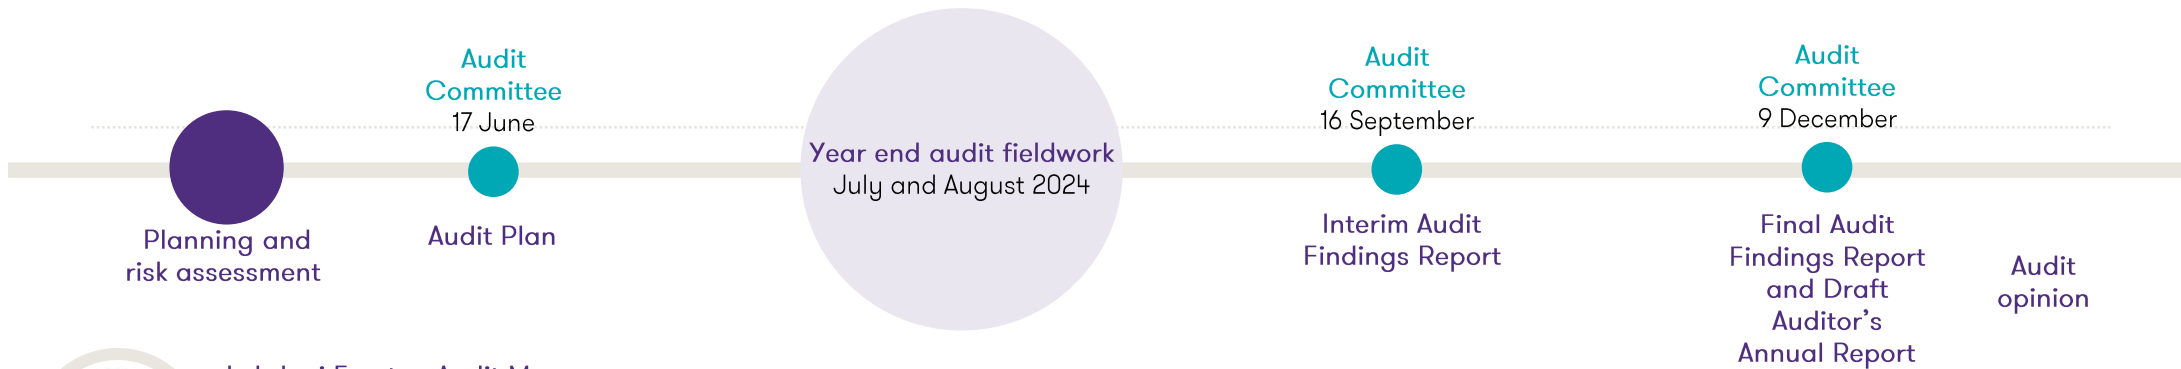 Planning and
risk assessment
Audit
Committee
17 June
Audit Plan
Year end audit fieldwork
July and August 2024
Audit
Committee
16 September
Interim Audit
Findings Report
Audit
Committee
9 December
Final Audit
Findings Report
and Draft
Auditor’s
Annual Report
Audit
opinion